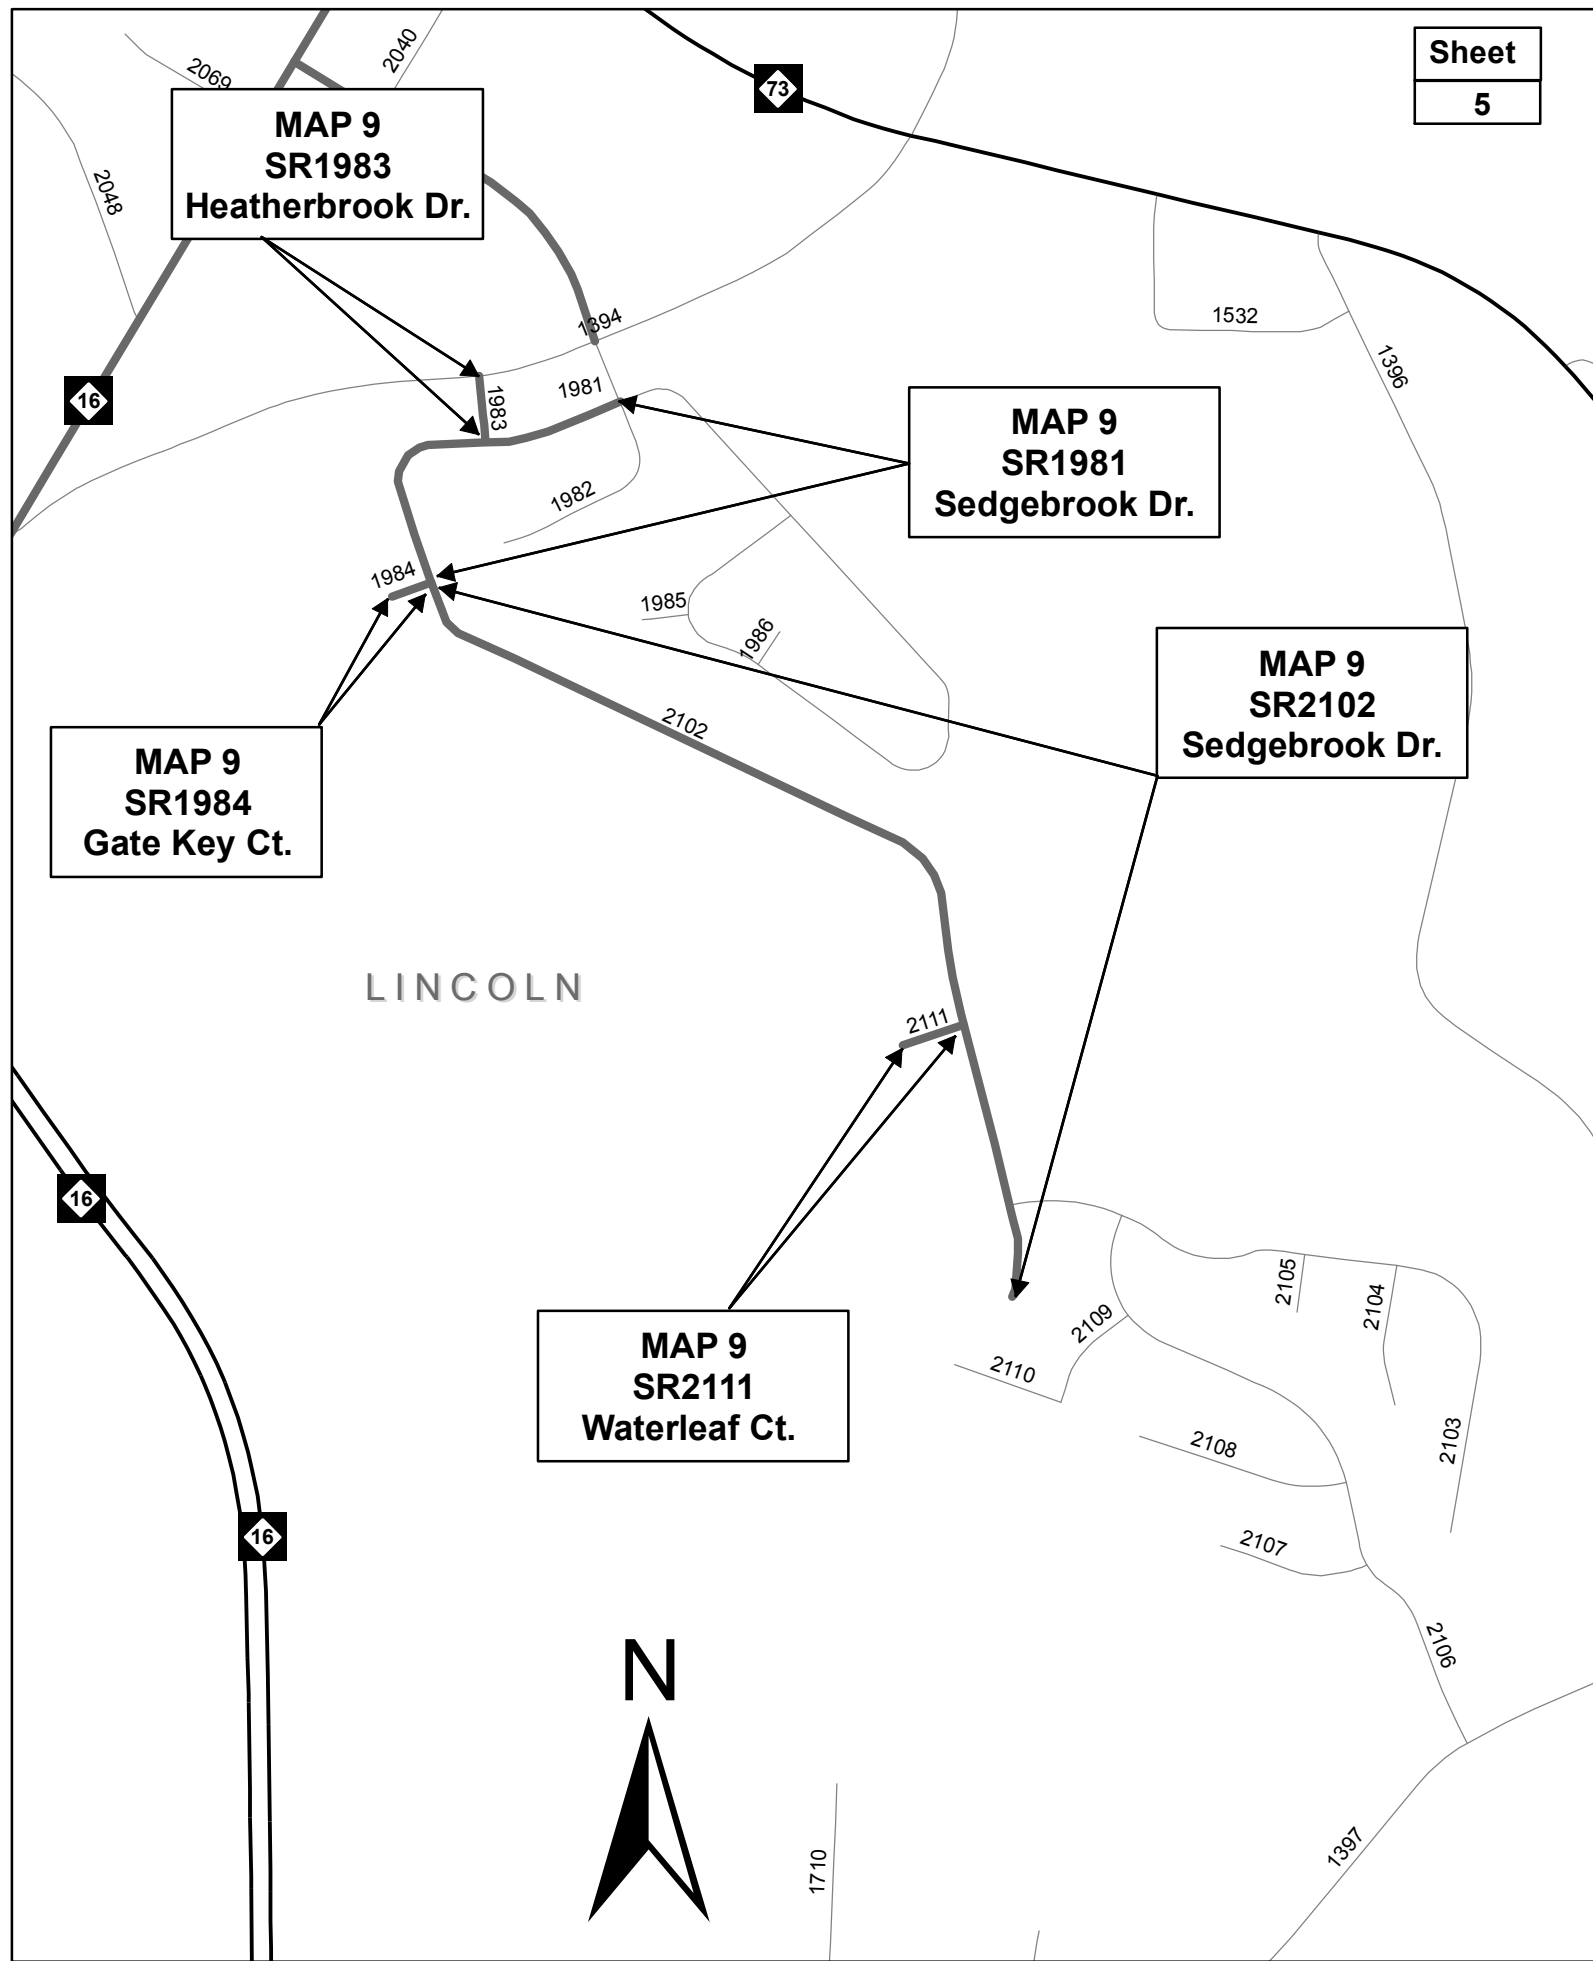 Sheet
5
2069
2040
73
MAP 9
SR1983
Heatherbrook Dr.
2048
1394
1532
1396
16
1983
1981
MAP 9
SR1981
Sedgebrook Dr.
1982
1984
1985
1986
MAP 9
SR2102
Sedgebrook Dr.
2102
MAP 9
SR1984
Gate Key Ct.
LINCOLN
2111
16
2105
2104
2109
2110
MAP 9
SR2111
Waterleaf Ct.
2108
2103
16
2107
2106
N
1710
1397